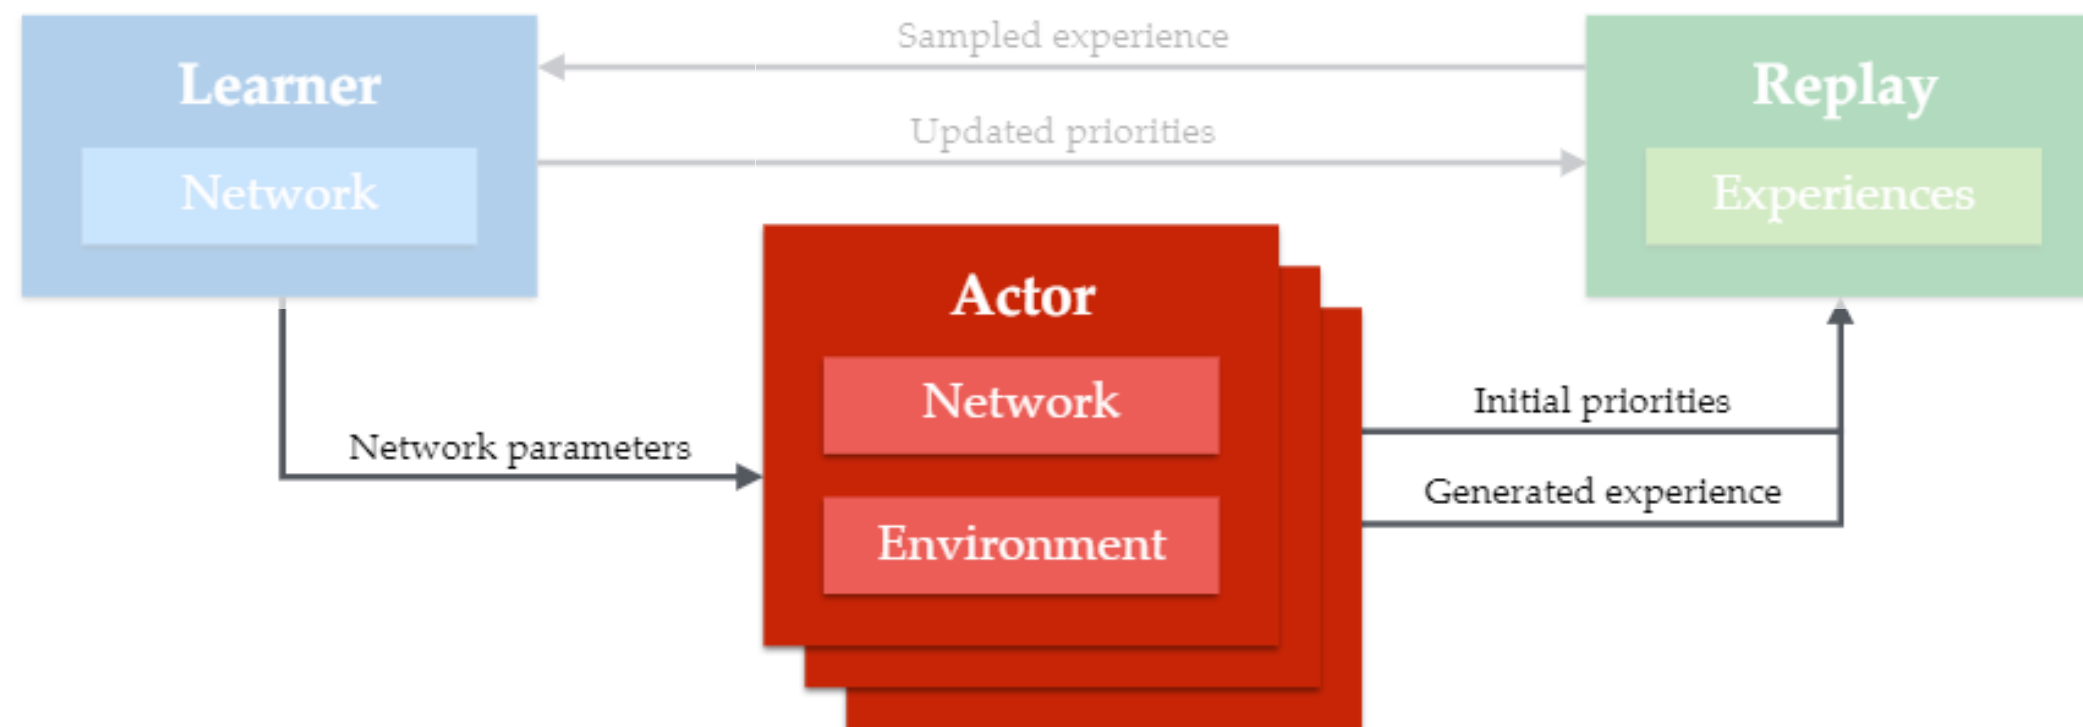 Sampled experience
Learner
Replay
Updated priorities
Network
Experiences
Actor
Network
Initial priorities
Network parameters
Generated experience
Environment